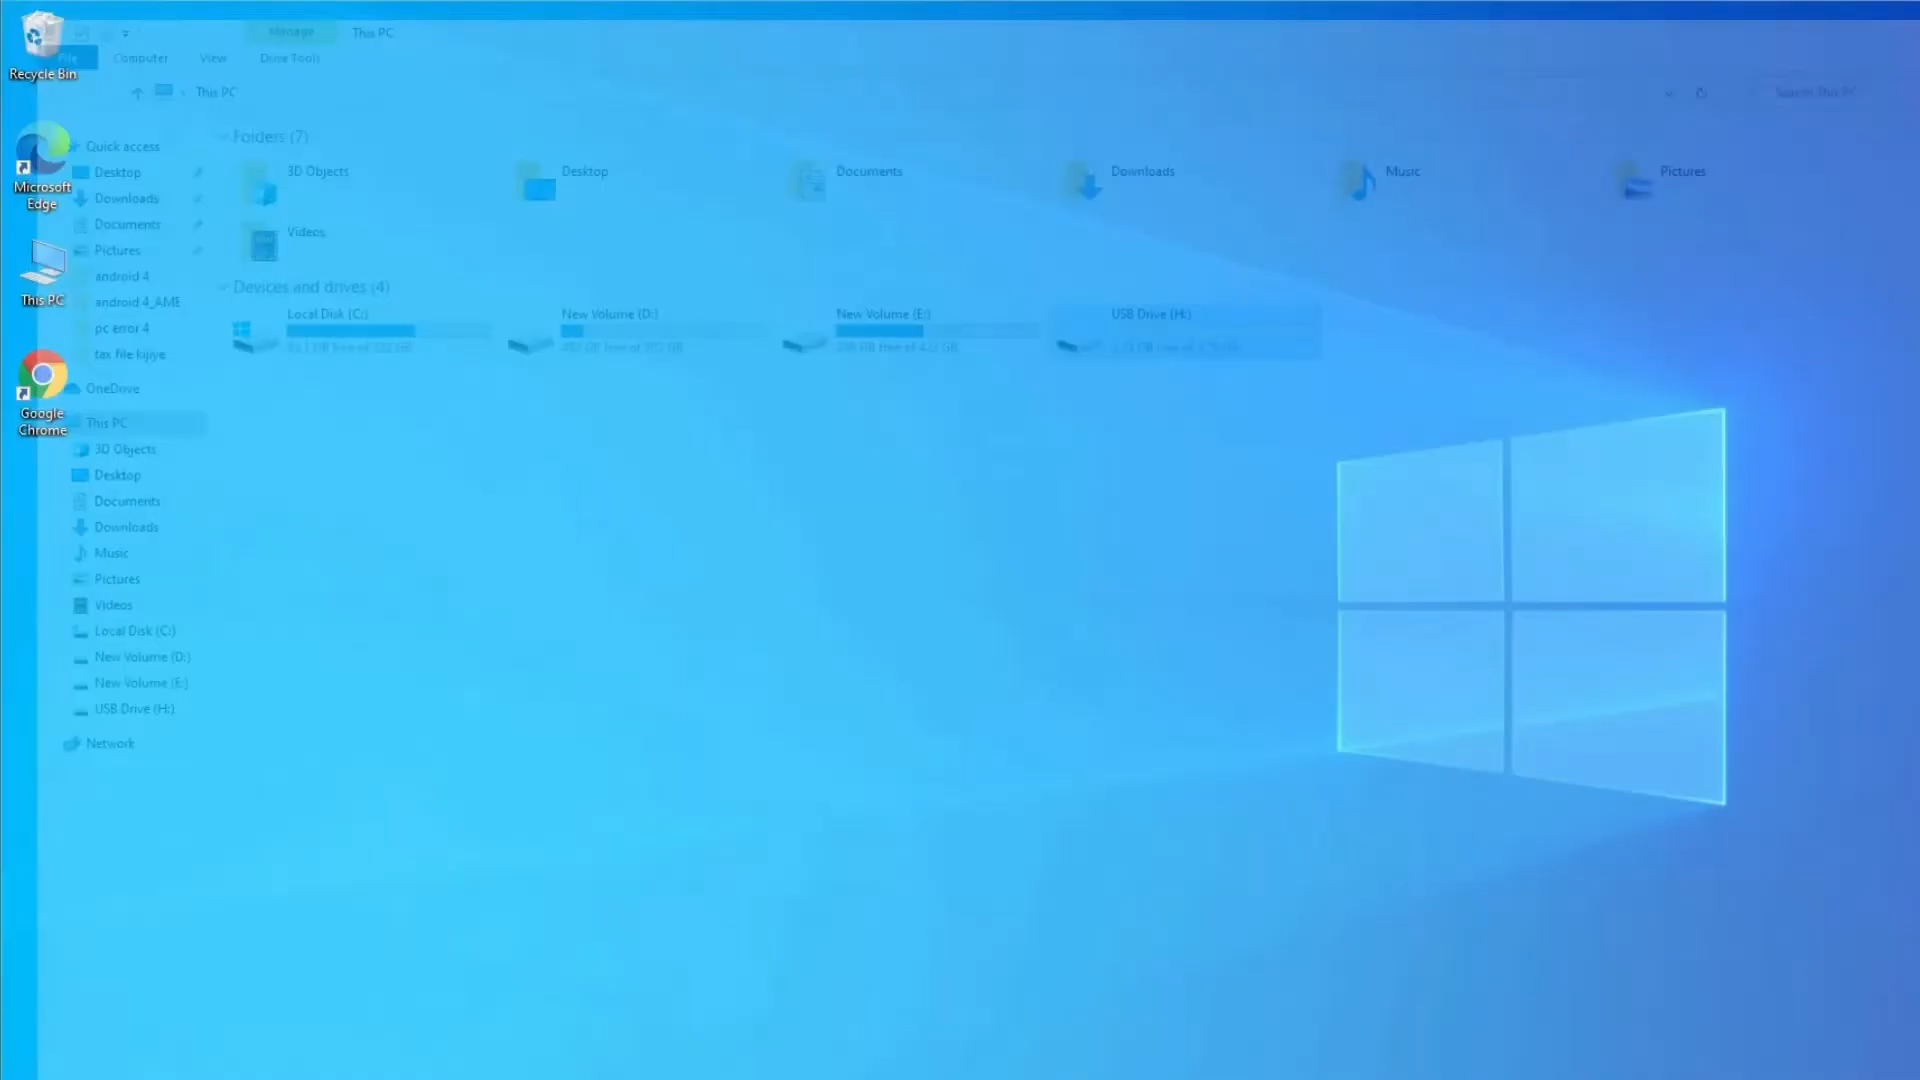 Recycle Bin
Microsoft Edge
This PC
Google Chrome
Manage
This PC
File
Computer
View
Drive Tools
This PC
Search This PC
Quick access
Desktop
Downloads
Documents
Pictures
android 4
android 4_AME
pc error 4
tax file kijiye
OneDrive
This PC
3D Objects
Desktop
Documents
Downloads
Music
Pictures
Videos
Local Disk (C:)
New Volume (D:)
New Volume (E:)
USB Drive (H:)
Network
Folders (7)
3D Objects
Desktop
Documents
Downloads
Music
Pictures
Videos
Devices and drives (4)
Local Disk (C:)
New Volume (D:)
New Volume (E:)
USB Drive (H:)